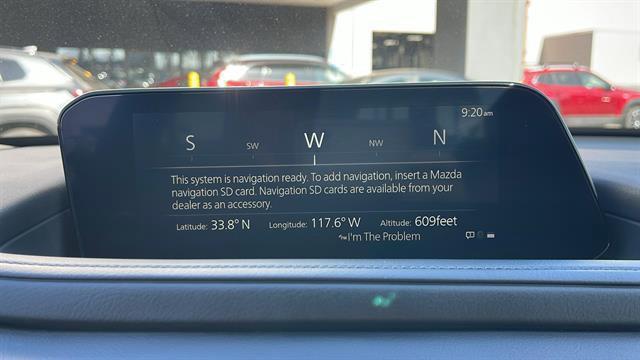 9:20am
S SW W NW N
This system is navigation ready. To add navigation, insert a Mazda
navigation SD card. Navigation SD cards are available from your
dealer as an accessory.
Latitude: 33.8° N Longitude: 117.6° W Altitude: 609feet
I'm The Problem